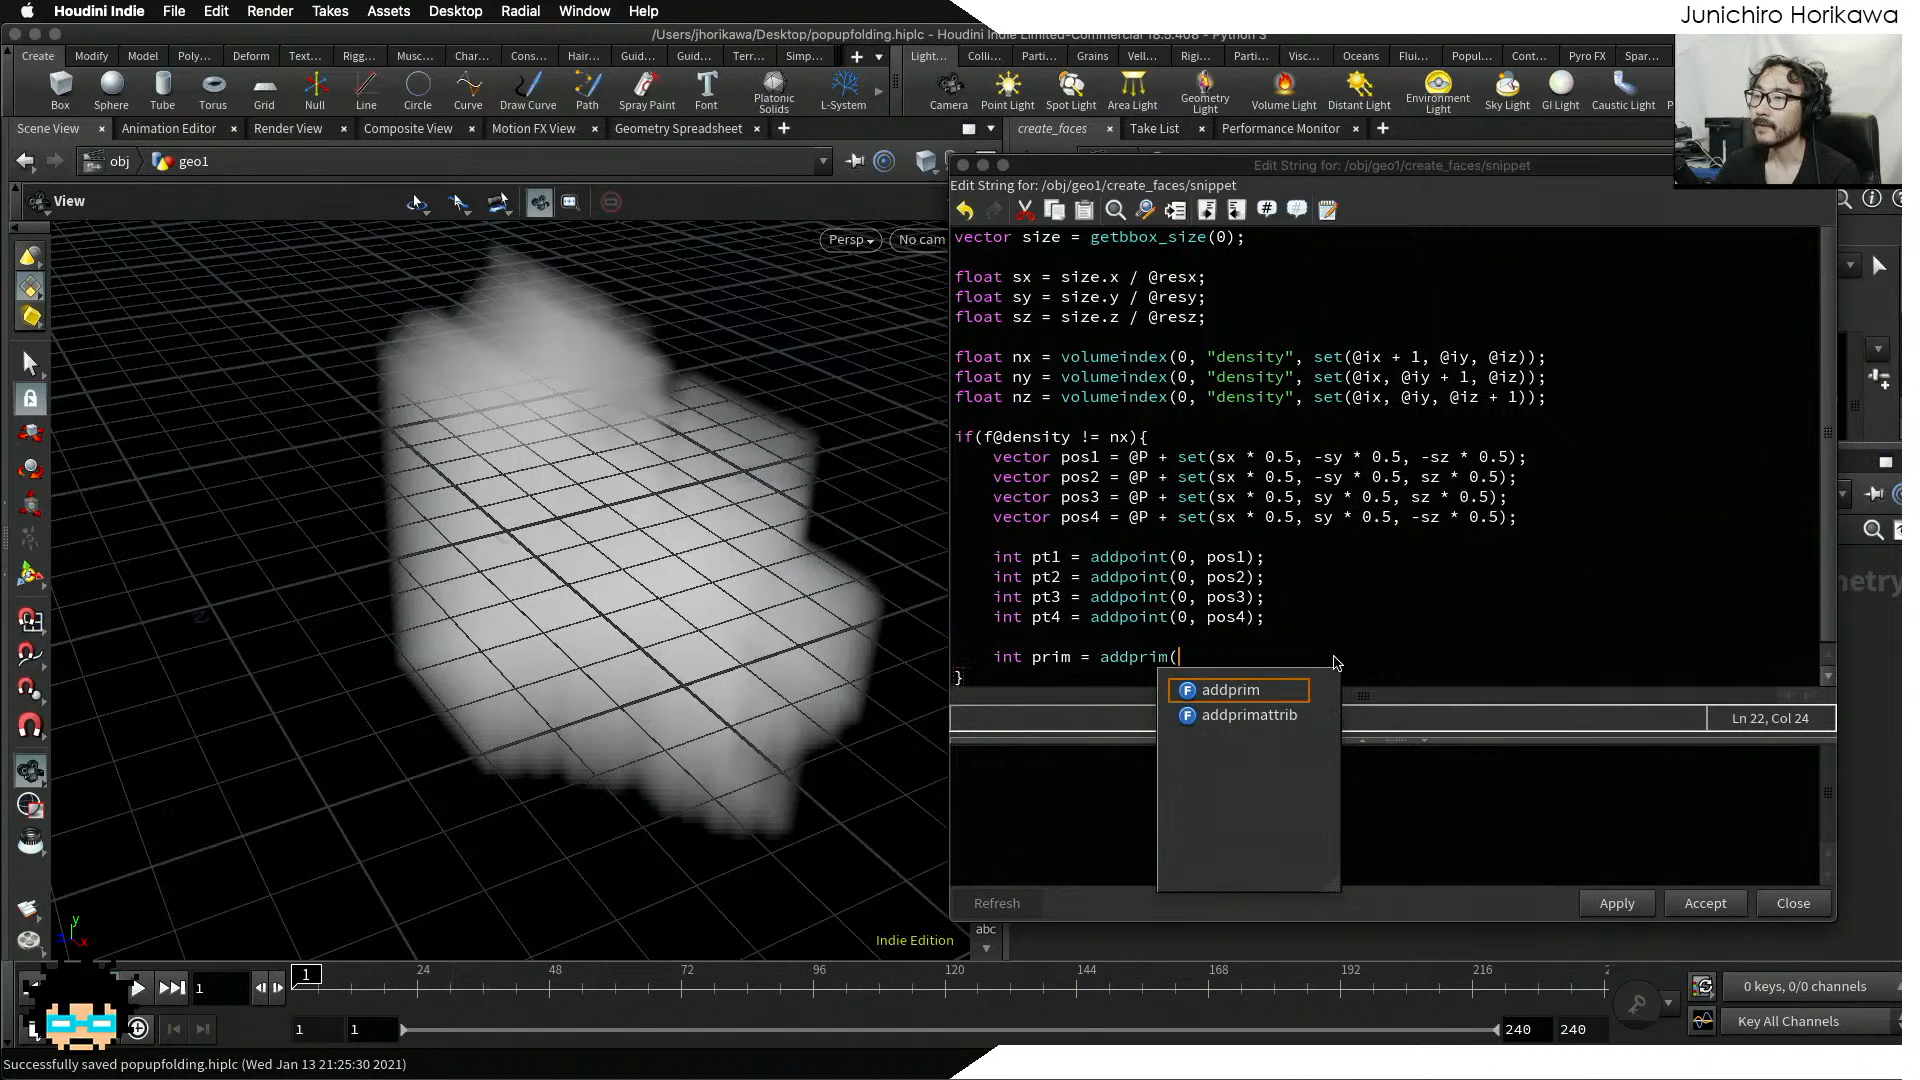 Houdini Indie File Edit Render Takes Assets Desktop Radial Window Help
Junichiro Horikawa
/Users/jhorikawa/Desktop/popupfolding.hiplc - Houdini Indie Limited-Commercial 18.5.408 - Python 3
Create Modify Model Poly... Deform Text... Rigg... Musc... Char... Cons... Hair... Guid... Guid... Terr... Simp...
Light... Colli... Parti... Grains Vell... Rigi... Parti... Visc... Oceans Flui... Popul... Cont... Pyro FX Spar...
Box Sphere Tube Torus Grid Null Line Circle Curve Draw Curve Path Spray Paint Font Platonic Solids L-System
Camera Point Light Spot Light Area Light Geometry Light Volume Light Distant Light Environment Light Sky Light GI Light Caustic Light P
Scene View Animation Editor Render View Composite View Motion FX View Geometry Spreadsheet
create_faces Take List Performance Monitor
obj geo1
Edit String for: /obj/geo1/create_faces/snippet
Edit String for: /obj/geo1/create_faces/snippet
View
Persp No cam
vector size = getbbox_size(0);
float sx = size.x / @resx;
float sy = size.y / @resy;
float sz = size.z / @resz;
float nx = volumeindex(0, "density", set(@ix + 1, @iy, @iz));
float ny = volumeindex(0, "density", set(@ix, @iy + 1, @iz));
float nz = volumeindex(0, "density", set(@ix, @iy, @iz + 1));
if(f@density != nx){
vector pos1 = @P + set(sx * 0.5, -sy * 0.5, -sz * 0.5);
vector pos2 = @P + set(sx * 0.5, -sy * 0.5, sz * 0.5);
vector pos3 = @P + set(sx * 0.5, sy * 0.5, sz * 0.5);
vector pos4 = @P + set(sx * 0.5, sy * 0.5, -sz * 0.5);
int pt1 = addpoint(0, pos1);
int pt2 = addpoint(0, pos2);
int pt3 = addpoint(0, pos3);
int pt4 = addpoint(0, pos4);
int prim = addprim(
}
addprim
addprimattrib
Ln 22, Col 24
Refresh
Apply Accept Close
abc
y
x
z
Indie Edition
1 24 48 72 96 120 144 168 192 216 2
1
0 keys, 0/0 channels
1 1 240 240
Key All Channels
Successfully saved popupfolding.hiplc (Wed Jan 13 21:25:30 2021)